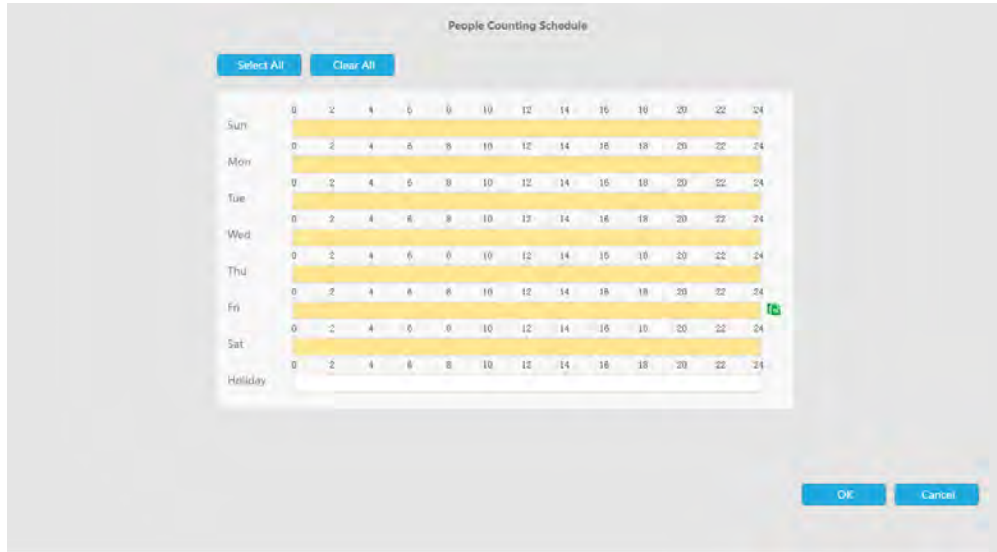 People Counting Schedule
Select All Clear All
0 2 4 6 8 10 12 14 16 18 20 22 24
Sun
0 2 4 6 8 10 12 14 16 18 20 22 24
Mon
0 2 4 6 8 10 12 14 16 18 20 22 24
Tue
0 2 4 6 8 10 12 14 16 18 20 22 24
Wed
0 2 4 6 8 10 12 14 16 18 20 22 24
Thu
0 2 4 6 8 10 12 14 16 18 20 22 24
Fri
0 2 4 6 8 10 12 14 16 18 20 22 24
Sat
0 2 4 6 8 10 12 14 16 18 20 22 24
Holiday
OK Cancel